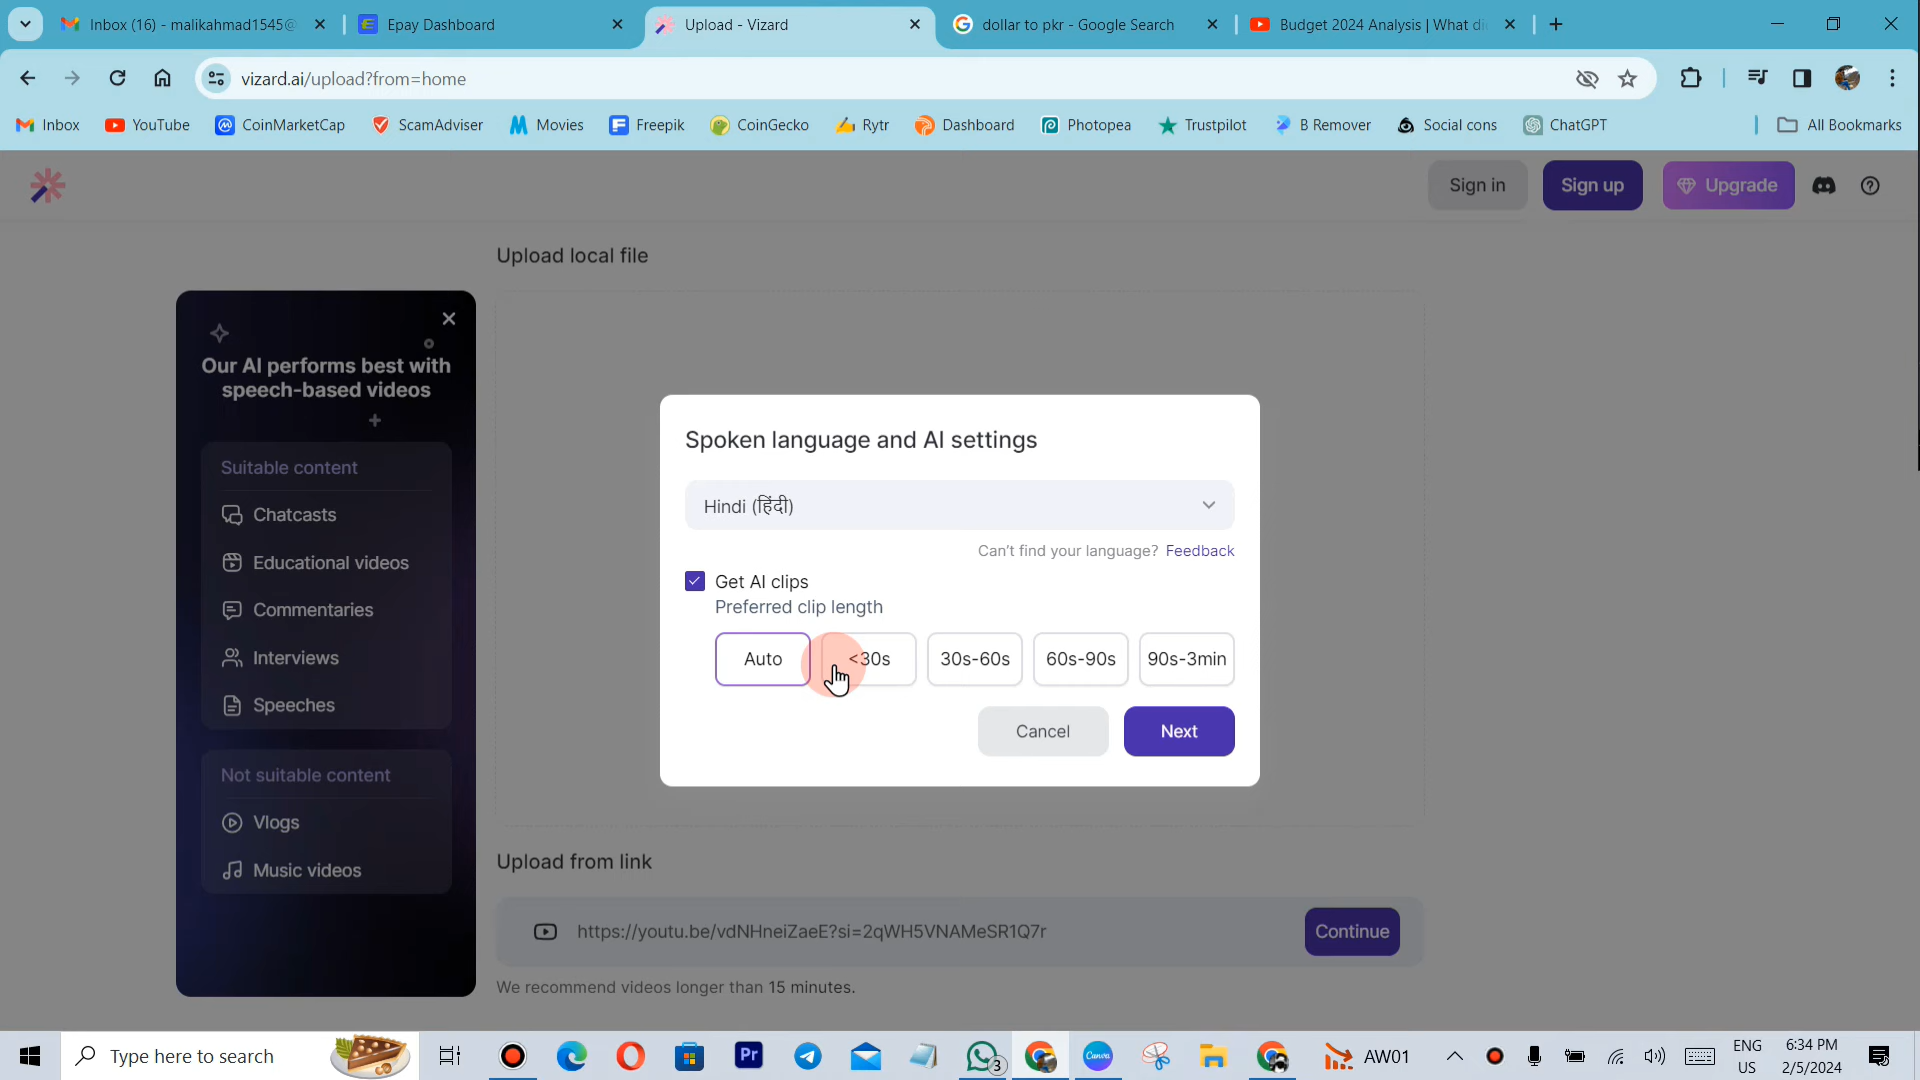 Inbox (16) - malikahmad1545@
Epay Dashboard
Upload - Vizard
dollar to pkr - Google Search
Budget 2024 Analysis | What di
vizard.ai/upload?from=home
Inbox
YouTube
CoinMarketCap
ScamAdviser
Movies
Freepik
CoinGecko
Rytr
Dashboard
Photopea
Trustpilot
B Remover
Social cons
ChatGPT
All Bookmarks
Sign in
Sign up
Upgrade
Upload local file
Our AI performs best with
speech-based videos
Suitable content
Chatcasts
Educational videos
Commentaries
Interviews
Speeches
Not suitable content
Vlogs
Music videos
Spoken language and AI settings
Hindi (हिंदी)
Can't find your language? Feedback
Get AI clips
Preferred clip length
Auto
<30s
30s-60s
60s-90s
90s-3min
Cancel
Next
Upload from link
https://youtu.be/vdNHneiZaeE?si=2qWH5VNAMeSR1Q7r
Continue
We recommend videos longer than 15 minutes.
Type here to search
Pr
Canva
3
AW01
ENG
US
6:34 PM
2/5/2024